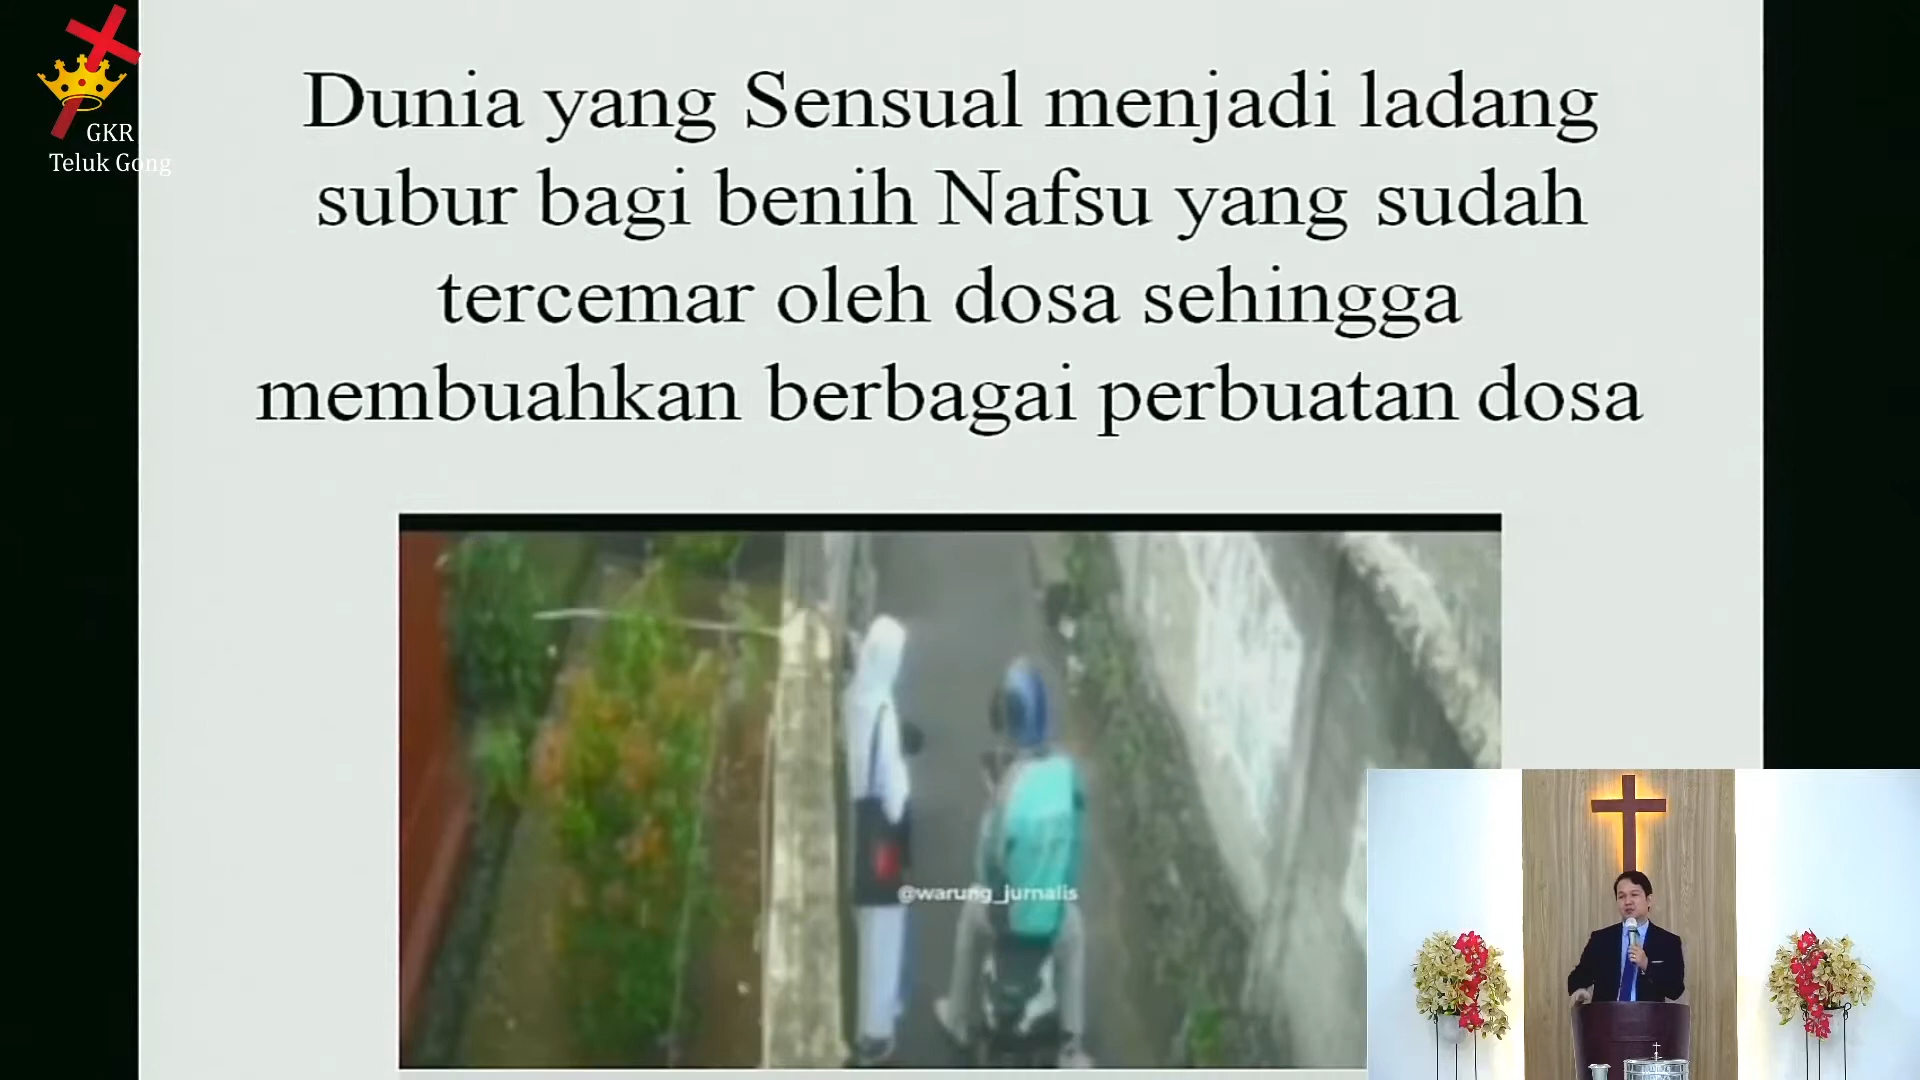 GKR
Teluk Gong
Dunia yang Sensual menjadi ladang
subur bagi benih Nafsu yang sudah
tercemar oleh dosa sehingga
membuahkan berbagai perbuatan dosa
@warung_jurnalis